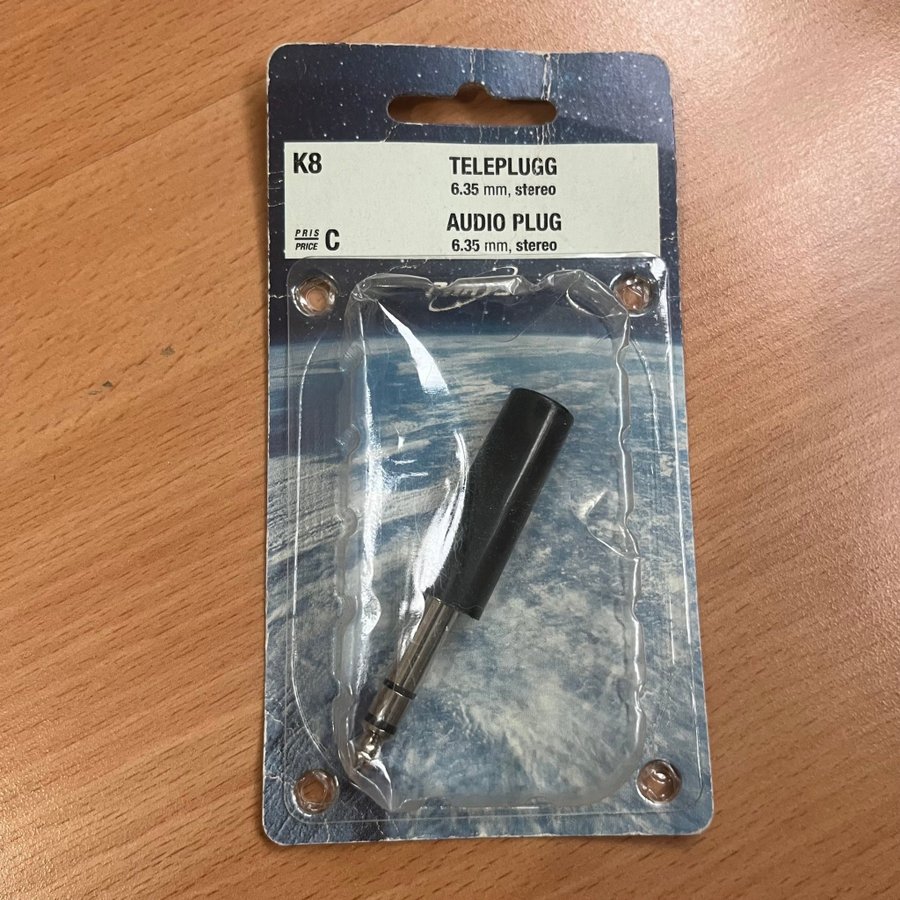 K8
TELEPLUGG
6.35 mm, stereo
PRIS
PRICE C
AUDIO PLUG
6.35 mm, stereo